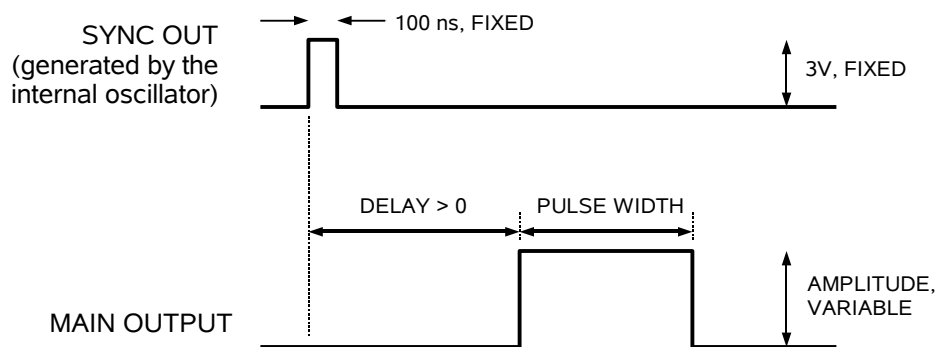 100 ns, FIXED
SYNC OUT
(generated by the
internal oscillator)
3V, FIXED
DELAY > 0
PULSE WIDTH
AMPLITUDE,
VARIABLE
MAIN OUTPUT